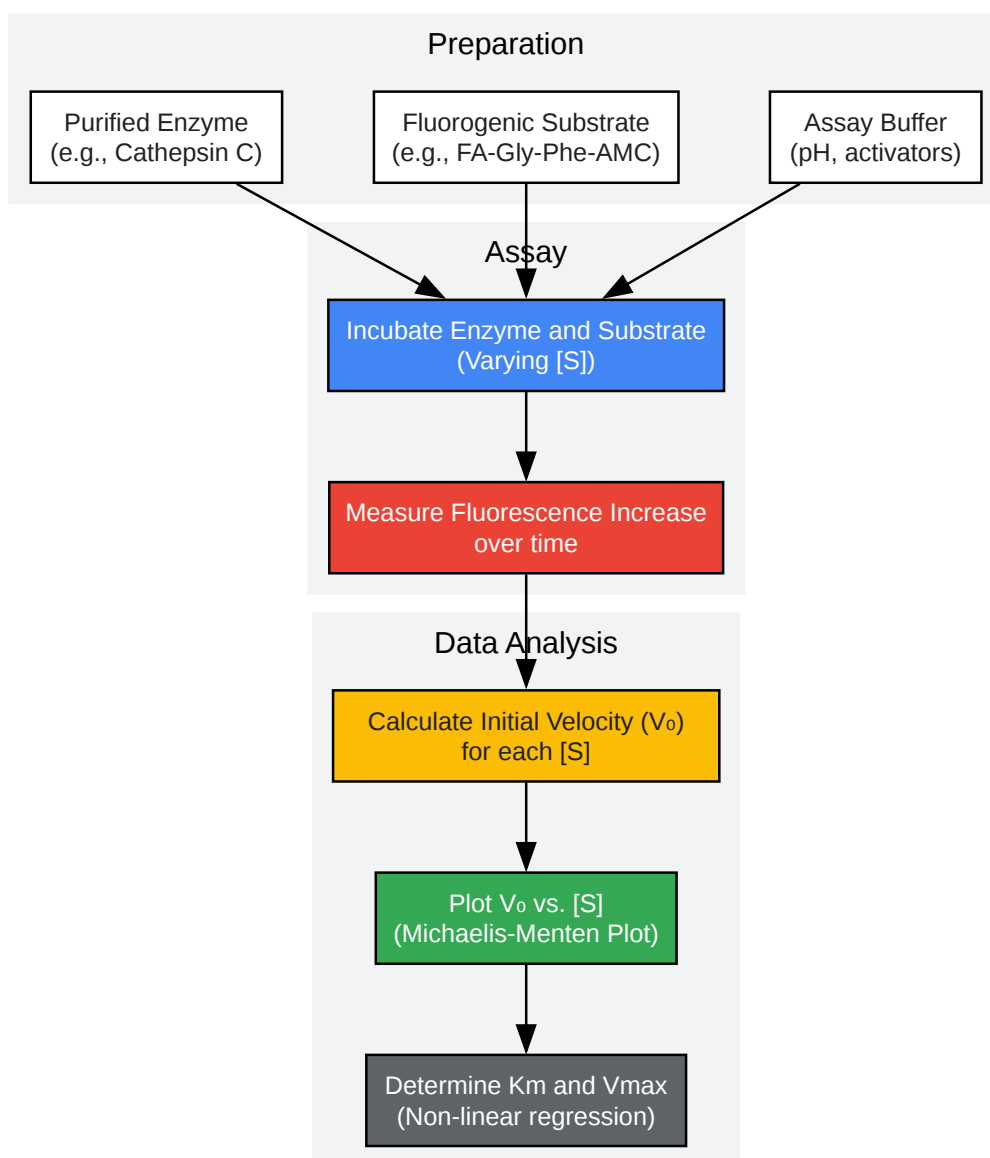 Preparation
Purified Enzyme
(e.g., Cathepsin C)
Fluorogenic Substrate
(e.g., FA-Gly-Phe-AMC)
Assay Buffer
(pH, activators)
Assay
Incubate Enzyme and Substrate
(Varying [S])
Measure Fluorescence Increase
over time
Data Analysis
Calculate Initial Velocity (V₀)
for each [S]
Plot V₀ vs. [S]
(Michaelis-Menten Plot)
Determine Km and Vmax
(Non-linear regression)